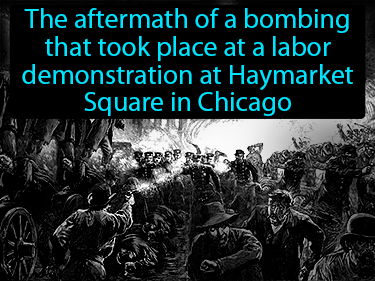 The aftermath of a bombing
that took place at a labor
demonstration at Haymarket
Square in Chicago